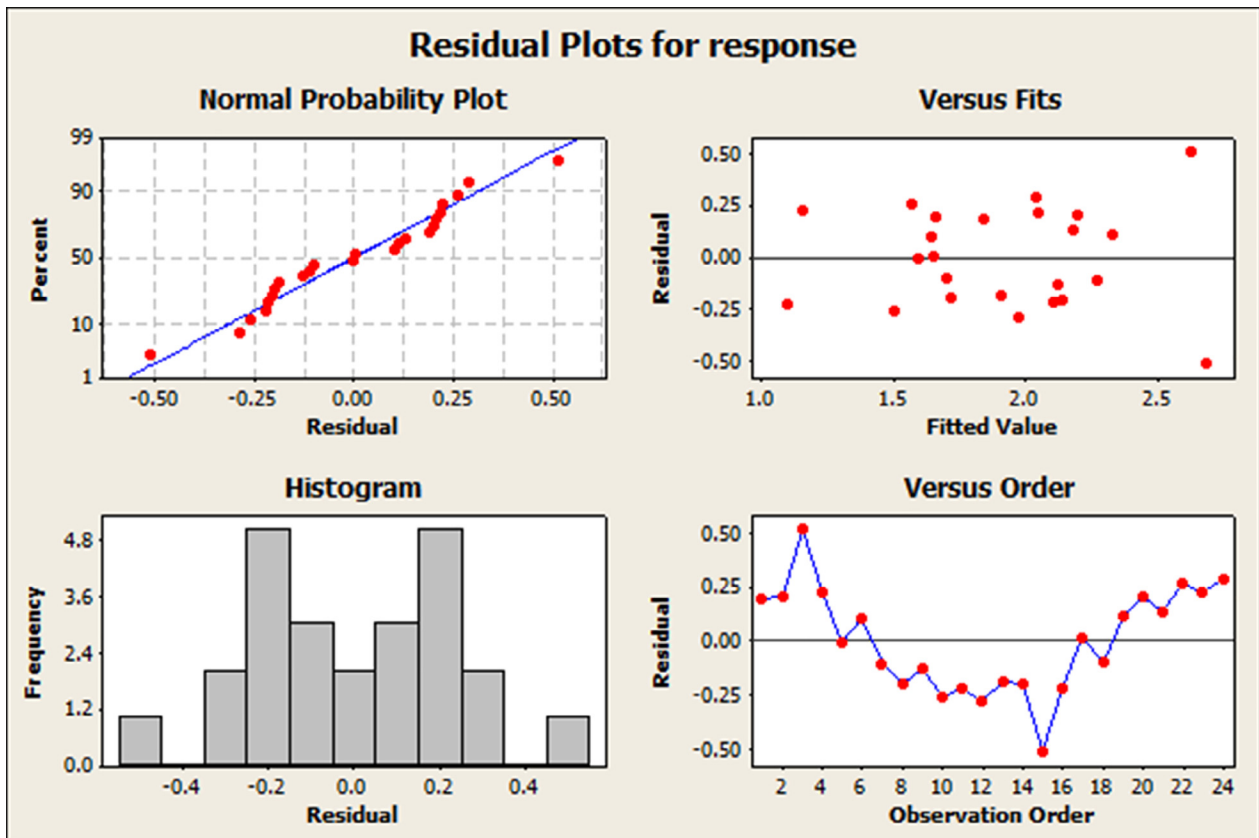 Residual Plots for response
Normal Probability Plot
Versus Fits
99
90
50
10
1
Percent
-0.50 -0.25 0.00 0.25 0.50
Residual
0.50
0.25
0.00
-0.25
-0.50
Residual
1.0 1.5 2.0 2.5
Fitted Value
Histogram
Versus Order
4.8
3.6
2.4
1.2
0.0
Frequency
-0.4 -0.2 0.0 0.2 0.4
Residual
0.50
0.25
0.00
-0.25
-0.50
Residual
2 4 6 8 10 12 14 16 18 20 22 24
Observation Order